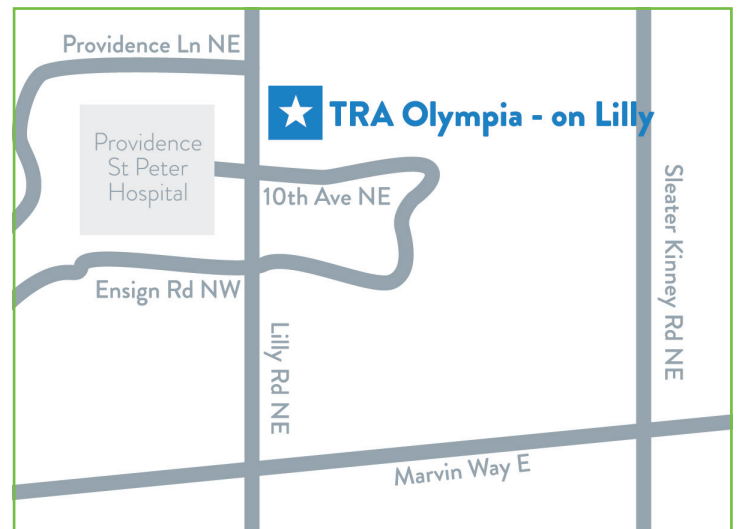 Providence Ln NE
TRA Olympia - on Lilly
Providence
St Peter
Hospital
10th Ave NE
Sleater Kinney Rd NE
Ensign Rd NW
Lilly Rd NE
Marvin Way E